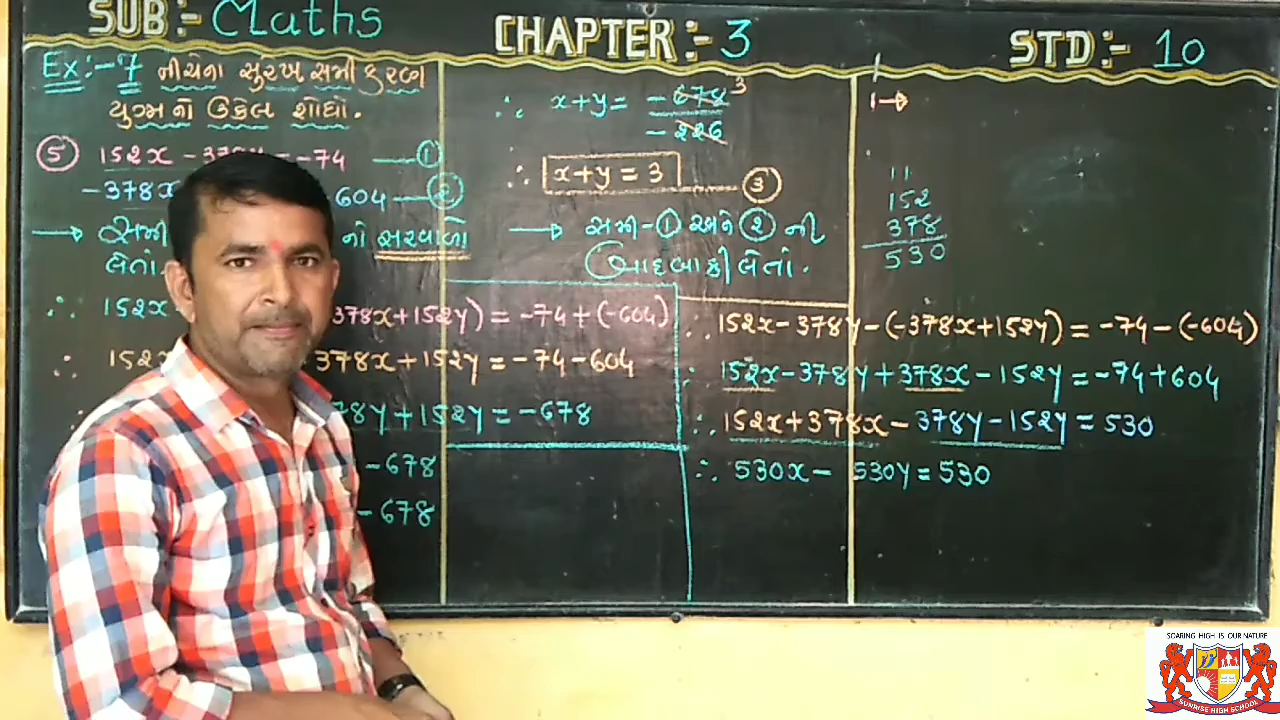 SUB:- Maths
CHAPTER:- 3
STD:- 10
Ex:-7 નીચેના સુરેખ સમીકરણ
યુગ્મનો ઉકેલ શોધો.
⑤ 152x - 378y = -74 —①
-378x 604 —②
→ સમી નો સરવાળો
લેતાં.
∴ 152x 378x+152y) = -74+(-604)
∴ 152x 378x+152y = -74-604
78y+152y = -678
-678
-678
∴ x+y = -678 3
-226
∴ x+y = 3 ③
→ સમી-① અને ② ની
બાદબાકી લેતાં.
∴ 152x-378y-(-378x+152y) = -74-(-604)
∴ 152x-378y+378x-152y = -74+604
∴ 152x+378x-378y-152y = 530
∴ 530x - 530y = 530
1→
11
152
378
530
SOARING HIGH IS OUR NATURE
SUNRISE HIGH SCHOOL